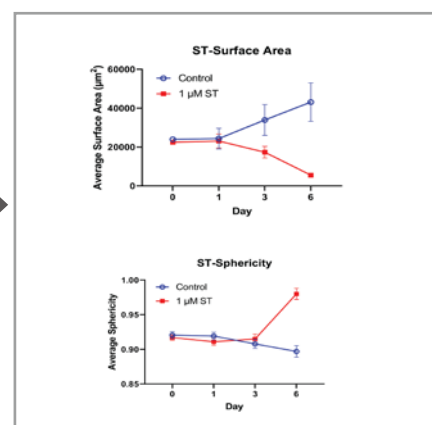 ST-Surface Area
Average Surface Area (µm²)
60000
40000
20000
0
Control
1 µM ST
0 1 3 6
Day
ST-Sphericity
Average Sphericity
1.00
0.95
0.90
0.85
Control
1 µM ST
0 1 3 6
Day